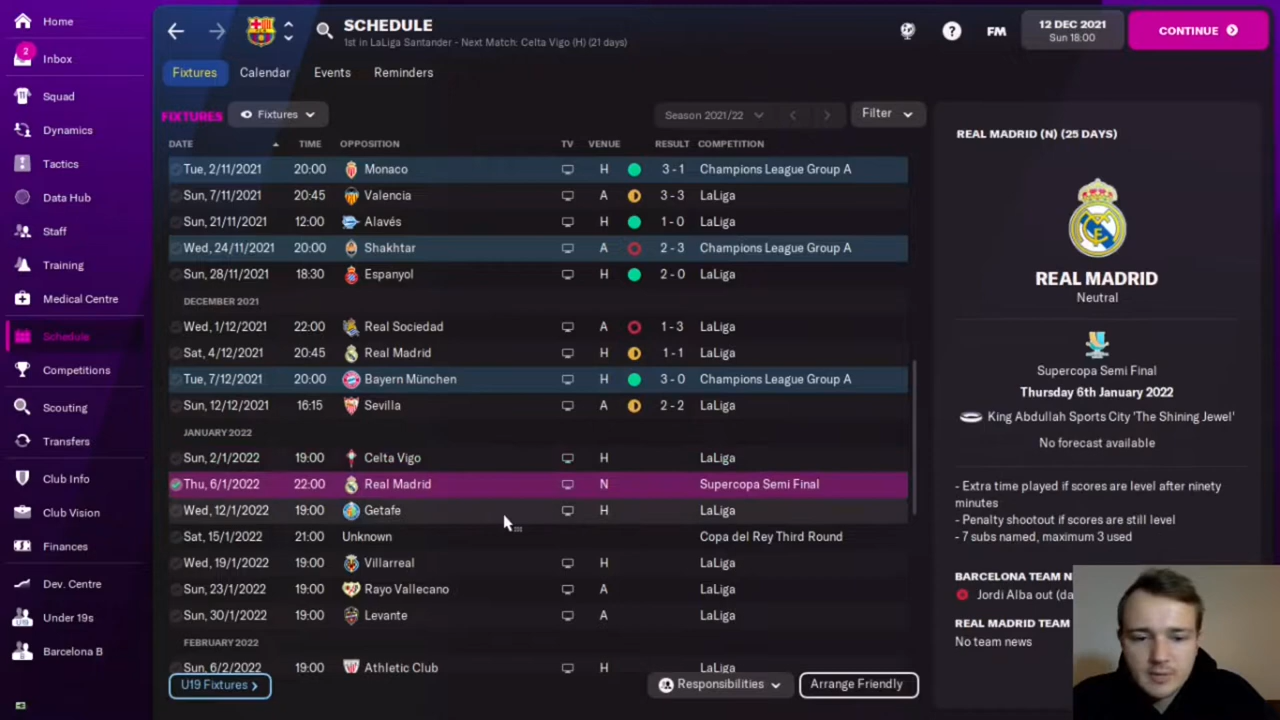 Home
2
Inbox
Squad
Dynamics
Tactics
Data Hub
Staff
Training
Medical Centre
Schedule
Competitions
Scouting
Transfers
Club Info
Club Vision
Finances
Dev. Centre
Under 19s
Barcelona B
SCHEDULE
1st in LaLiga Santander - Next Match: Celta Vigo (H) (21 days)
FM
12 DEC 2021
Sun 18:00
CONTINUE
Fixtures Calendar Events Reminders
FIXTURES Fixtures Season 2021/22 Filter
DATE TIME OPPOSITION TV VENUE RESULT COMPETITION
Tue, 2/11/2021 20:00 Monaco H 3 - 1 Champions League Group A
Sun, 7/11/2021 20:45 Valencia A 3 - 3 LaLiga
Sun, 21/11/2021 12:00 Alavés H 1 - 0 LaLiga
Wed, 24/11/2021 20:00 Shakhtar A 2 - 3 Champions League Group A
Sun, 28/11/2021 18:30 Espanyol H 2 - 0 LaLiga
DECEMBER 2021
Wed, 1/12/2021 22:00 Real Sociedad A 1 - 3 LaLiga
Sat, 4/12/2021 20:45 Real Madrid H 1 - 1 LaLiga
Tue, 7/12/2021 20:00 Bayern München H 3 - 0 Champions League Group A
Sun, 12/12/2021 16:15 Sevilla A 2 - 2 LaLiga
JANUARY 2022
Sun, 2/1/2022 19:00 Celta Vigo H LaLiga
Thu, 6/1/2022 22:00 Real Madrid N Supercopa Semi Final
Wed, 12/1/2022 19:00 Getafe H LaLiga
Sat, 15/1/2022 21:00 Unknown Copa del Rey Third Round
Wed, 19/1/2022 19:00 Villarreal H LaLiga
Sun, 23/1/2022 19:00 Rayo Vallecano A LaLiga
Sun, 30/1/2022 19:00 Levante A LaLiga
FEBRUARY 2022
Sun, 6/2/2022 19:00 Athletic Club H LaLiga
U19 Fixtures > Responsibilities Arrange Friendly
REAL MADRID (N) (25 DAYS)
REAL MADRID
Neutral
Supercopa Semi Final
Thursday 6th January 2022
King Abdullah Sports City 'The Shining Jewel'
No forecast available
- Extra time played if scores are level after ninety
minutes
- Penalty shootout if scores are still level
- 7 subs named, maximum 3 used
BARCELONA TEAM N
Jordi Alba out (da
REAL MADRID TEAM
No team news